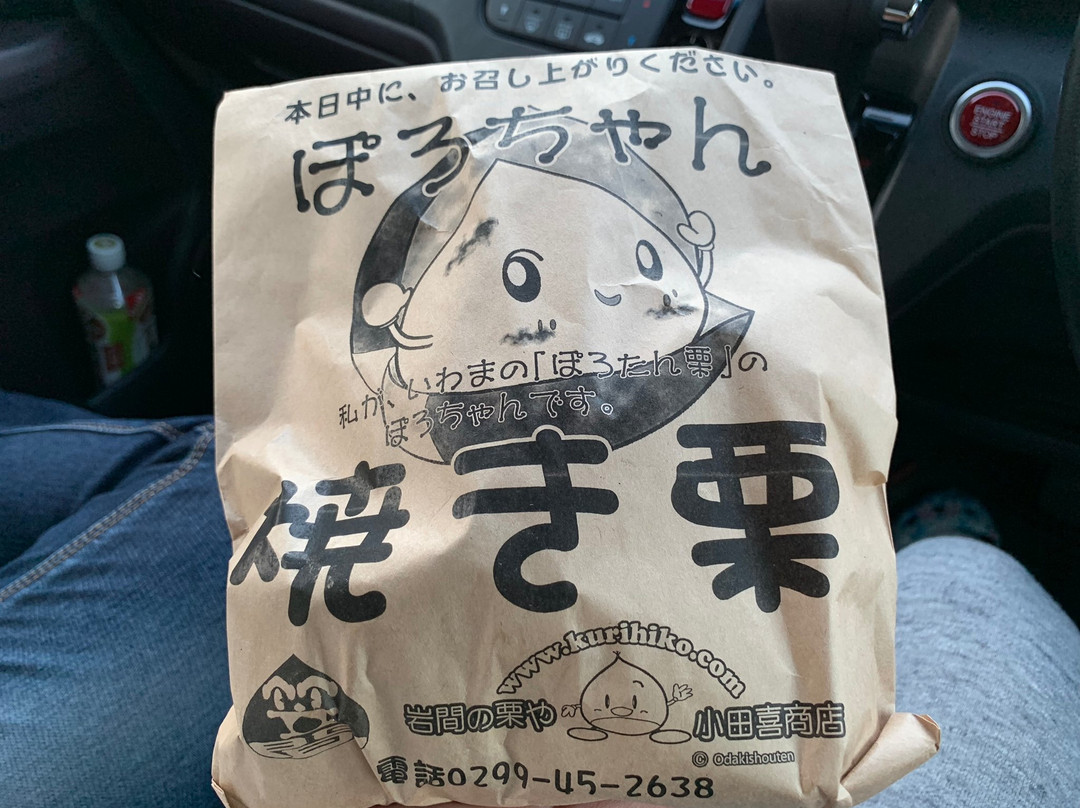 本日中に、お召し上がりください。
ぽろちゃん
私が、いわまの「ぽろたん栗」の
ぽろちゃんです。
焼き栗
www.kurihiko.com
岩間の栗や 小田喜商店
© Odakishouten
電話0299-45-2638
ENGINE
START
STOP